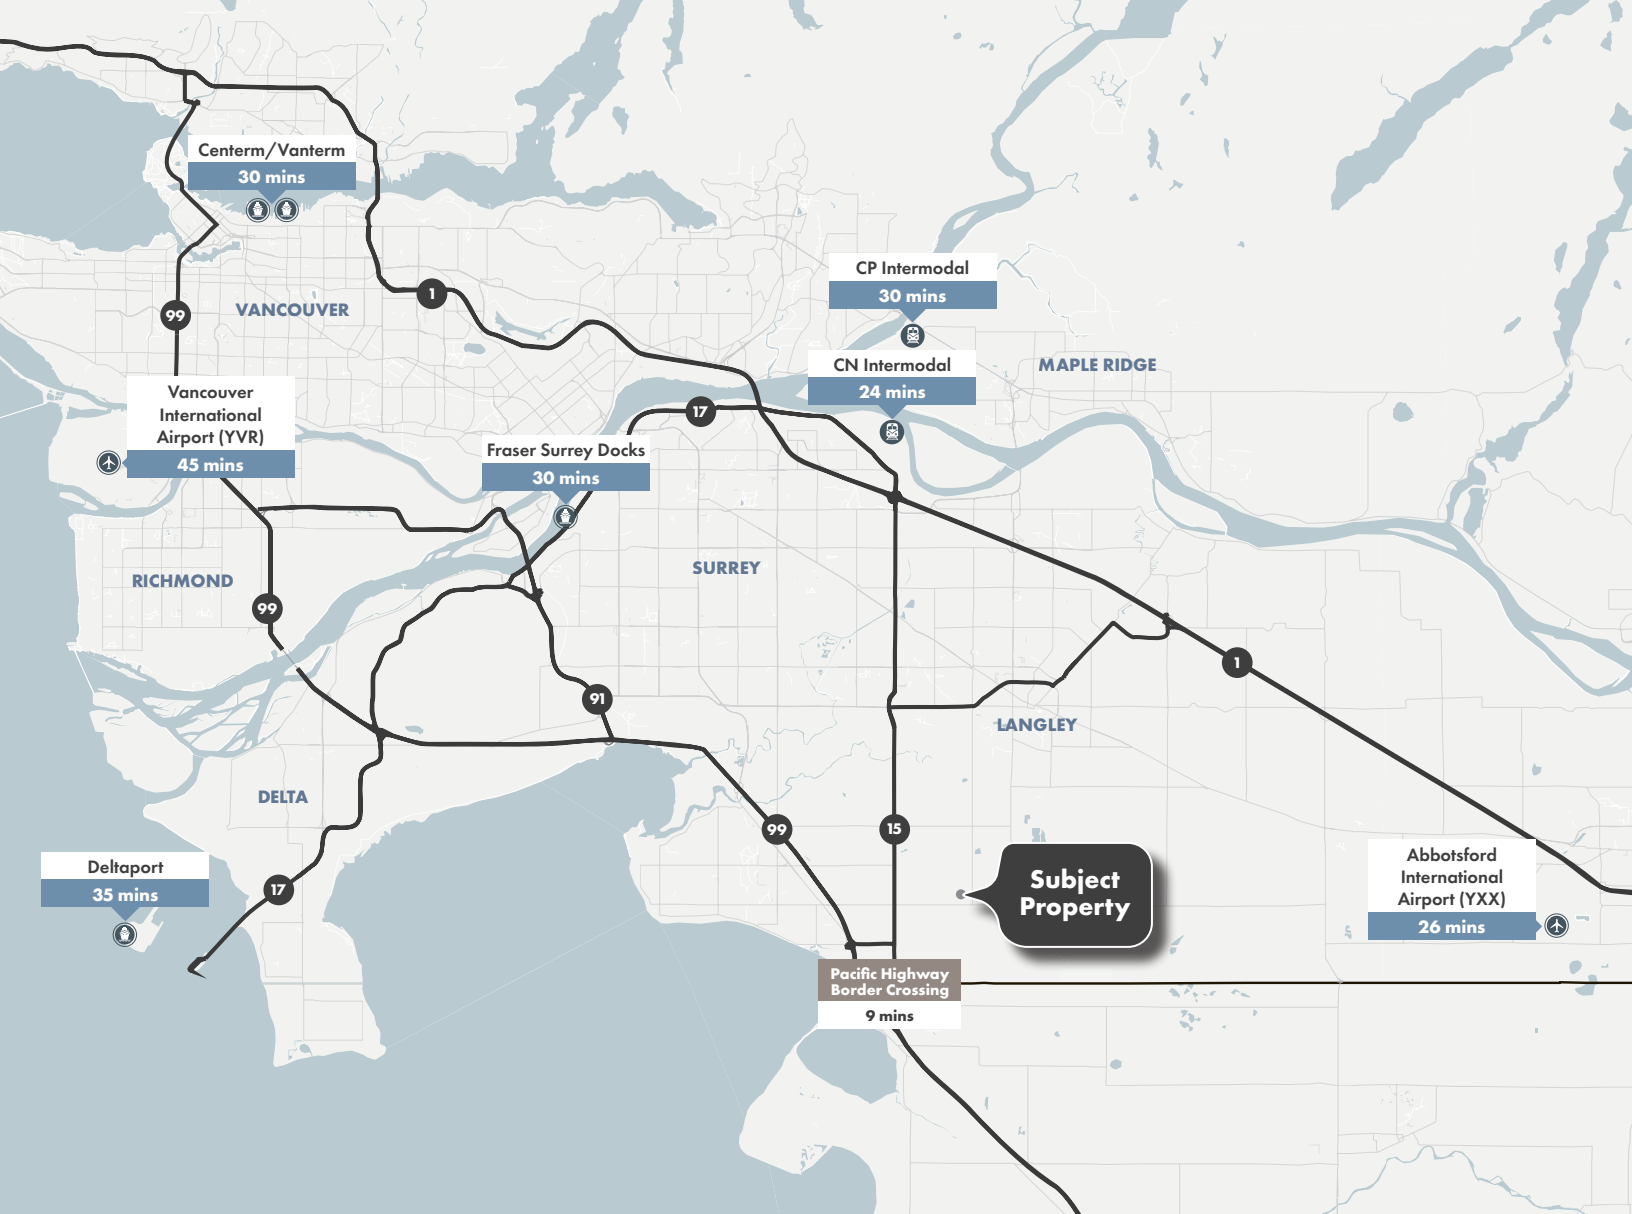 Centerm/Vanterm
30 mins
CP Intermodal
30 mins
1
VANCOUVER
99
CN Intermodal
24 mins
MAPLE RIDGE
Vancouver
International
Airport (YVR)
45 mins
17
Fraser Surrey Docks
30 mins
SURREY
RICHMOND
99
1
91
LANGLEY
DELTA
99
15
Deltaport
35 mins
17
Subject
Property
Abbotsford
International
Airport (YXX)
26 mins
Pacific Highway
Border Crossing
9 mins